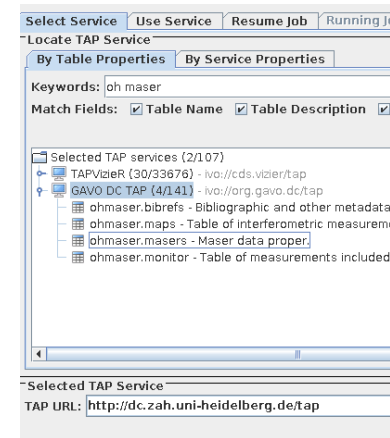 Select Service Use Service Resume Job Running
Locate TAP Service
By Table Properties By Service Properties
Keywords: oh maser
Match Fields: Table Name Table Description
Selected TAP services (2/107)
TAPVizieR (30/33676) - ivo://cds.vizier/tap
GAVO DC TAP (4/141) - ivo://org.gavo.dc/tap
ohmaser.bibrefs - Bibliographic and other metadata
ohmaser.maps - Table of interferometric measurem
ohmaser.masers - Maser data proper.
ohmaser.monitor - Table of measurements included
Selected TAP Service
TAP URL: http://dc.zah.uni-heidelberg.de/tap